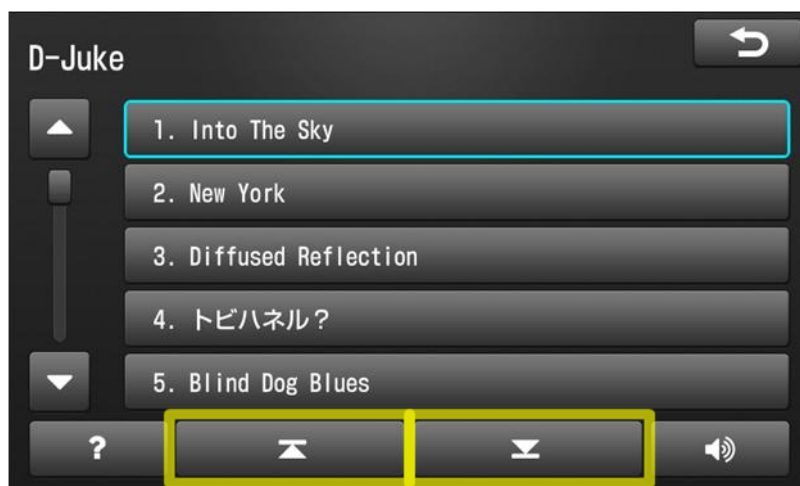 D-Juke
1. Into The Sky
2. New York
3. Diffused Reflection
4. トビハネル？
5. Blind Dog Blues
?